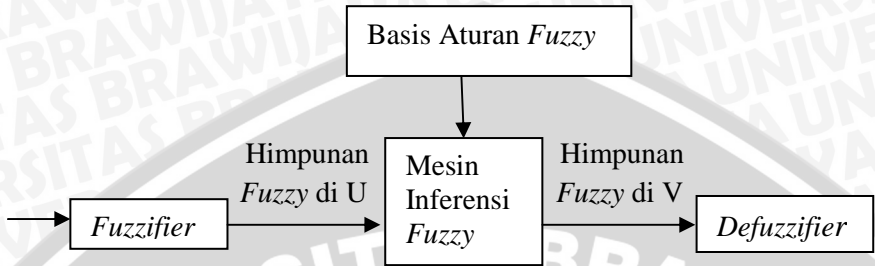 Basis Aturan Fuzzy
Himpunan
Fuzzy di U
Mesin
Inferensi
Fuzzy
Himpunan
Fuzzy di V
Fuzzifier
Defuzzifier